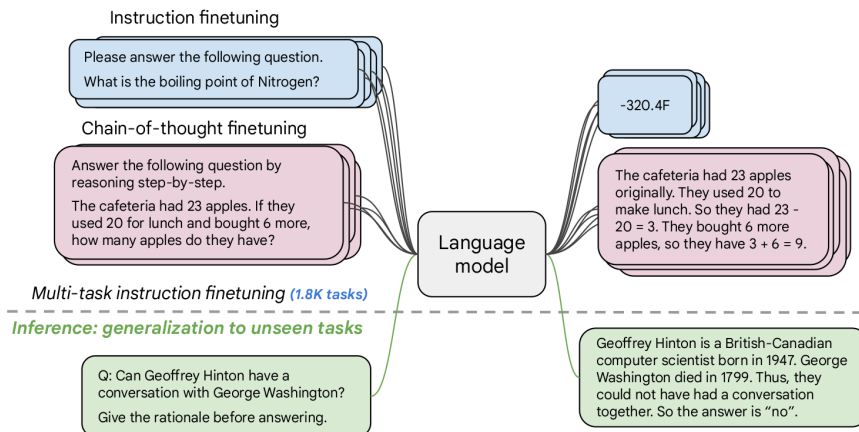 Instruction finetuning
Please answer the following question.
What is the boiling point of Nitrogen?
-320.4F
Chain-of-thought finetuning
Answer the following question by
reasoning step-by-step.
The cafeteria had 23 apples. If they
used 20 for lunch and bought 6 more,
how many apples do they have?
The cafeteria had 23 apples
originally. They used 20 to
make lunch. So they had 23 -
20 = 3. They bought 6 more
apples, so they have 3 + 6 = 9.
Language
model
Multi-task instruction finetuning (1.8K tasks)
Inference: generalization to unseen tasks
Q: Can Geoffrey Hinton have a
conversation with George Washington?
Give the rationale before answering.
Geoffrey Hinton is a British-Canadian
computer scientist born in 1947. George
Washington died in 1799. Thus, they
could not have had a conversation
together. So the answer is “no”.